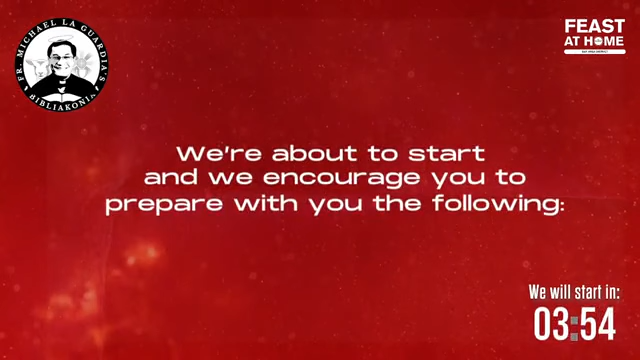 FR. MICHAEL LA GUARDIA'S
BIBLIAKONIA
FEAST
AT HOME
We're about to start
and we encourage you to
prepare with you the following:
We will start in:
03:54